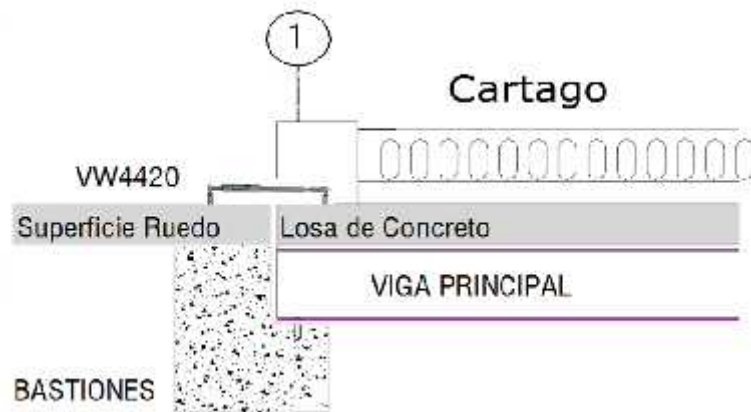 1
Cartago
VW4420
Superficie Ruedo
Losa de Concreto
VIGA PRINCIPAL
BASTIONES